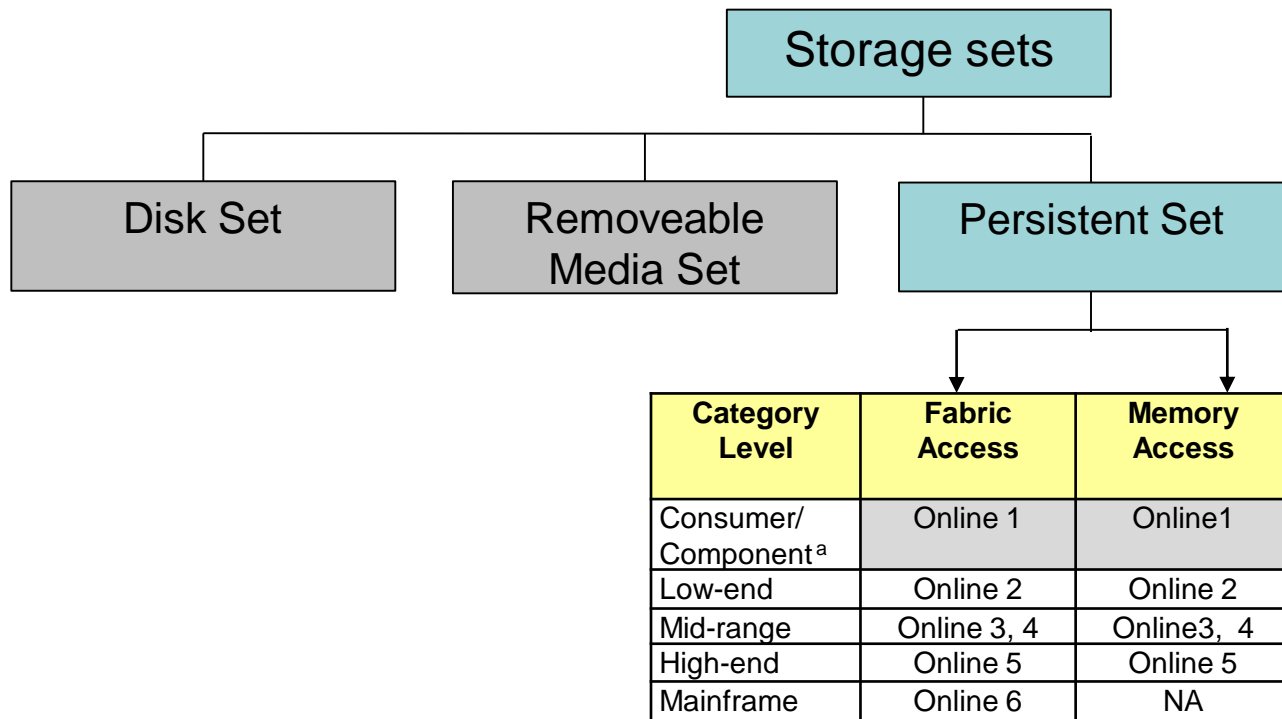 Storage sets
Disk Set
Removeable
Media Set
Persistent Set
Category
Level
Fabric
Access
Memory
Access
Consumer/
Component a
Online 1
Online1
Low-end
Online 2
Online 2
Mid-range
Online 3, 4
Online3, 4
High-end
Online 5
Online 5
Mainframe
Online 6
NA